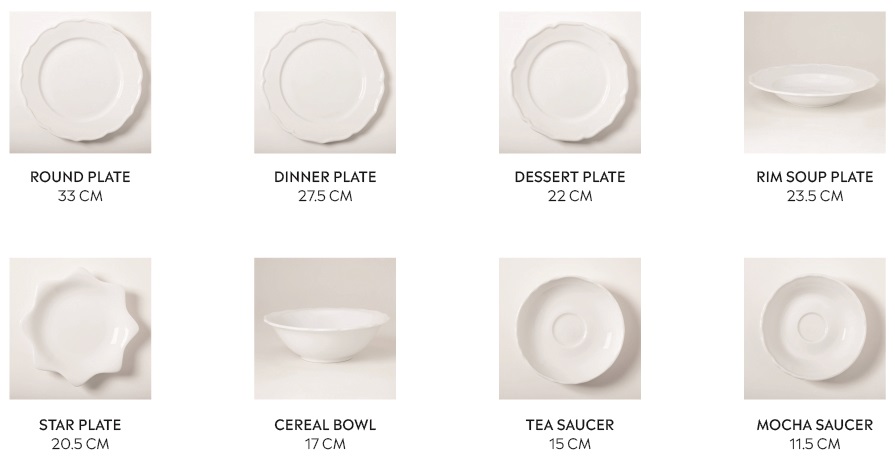 ROUND PLATE
33 CM
DINNER PLATE
27.5 CM
DESSERT PLATE
22 CM
RIM SOUP PLATE
23.5 CM
STAR PLATE
20.5 CM
CEREAL BOWL
17 CM
TEA SAUCER
15 CM
MOCHA SAUCER
11.5 CM